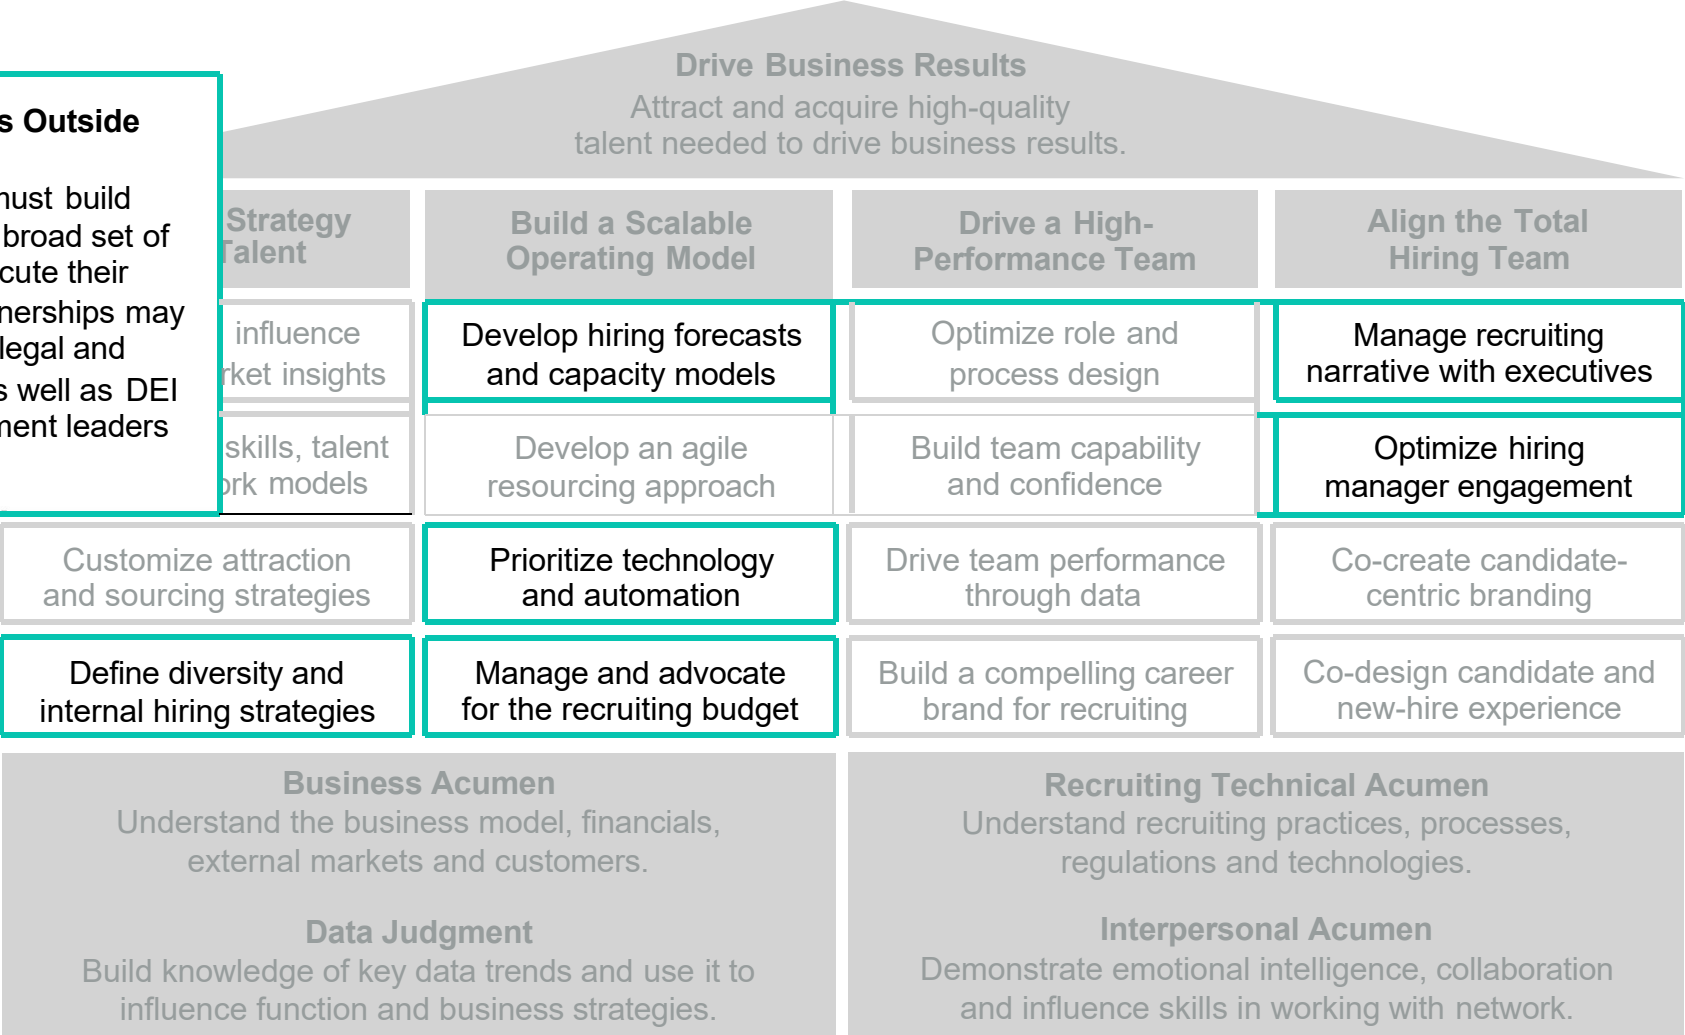 Drive Business Results
Attract and acquire high-quality
talent needed to drive business results.
Outside
must build
broad set of
their
may
legal and
well as DEI
leaders
Strategy
Talent
influence
insights
skills, talent
models
Customize attraction
and sourcing strategies
Define diversity and
internal hiring strategies
Build a Scalable
Operating Model
Develop hiring forecasts
and capacity models
Develop an agile
resourcing approach
Prioritize technology
and automation
Manage and advocate
for the recruiting budget
Drive a High-
Performance Team
Optimize role and
process design
Build team capability
and confidence
Drive team performance
through data
Build a compelling career
brand for recruiting
Align the Total
Hiring Team
Manage recruiting
narrative with executives
Optimize hiring
manager engagement
Co-create candidate-
centric branding
Co-design candidate and
new-hire experience
Business Acumen
Understand the business model, financials,
external markets and customers.
Data Judgment
Build knowledge of key data trends and use it to
influence function and business strategies.
Recruiting Technical Acumen
Understand recruiting practices, processes,
regulations and technologies.
Interpersonal Acumen
Demonstrate emotional intelligence, collaboration
and influence skills in working with network.